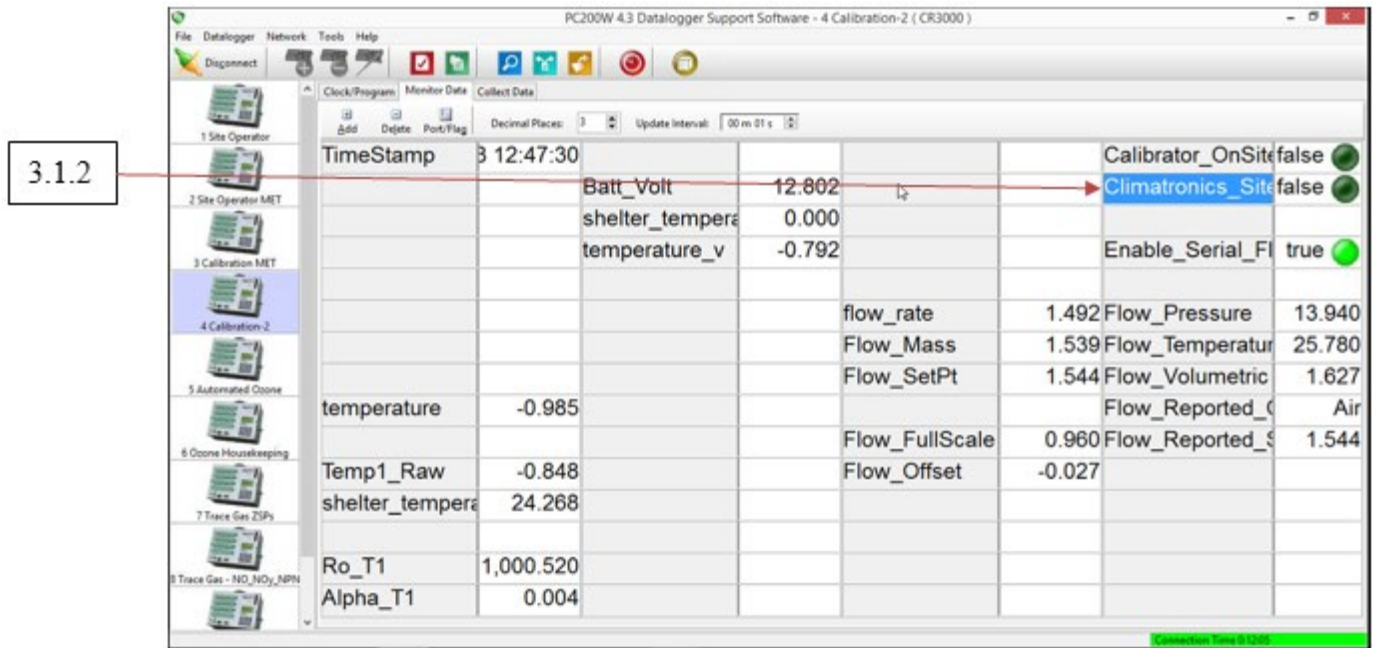 PC200W 4.3 Datalogger Support Software - 4 Calibration-2 ( CR3000 )
File Datalogger Network Tools Help
Disconnect
Clock/Program Monitor Data Collect Data
Add Delete Port/Flag Decimal Places: 3 Update Interval: 00 m 01 s
1 Site Operator
2 Site Operator MET
3 Calibration MET
4 Calibration-2
5 Automated Ozone
6 Ozone Housekeeping
7 Trace Gas ZSPs
8 Trace Gas - NO_NOy_NPN
3.1.2
TimeStamp 3 12:47:30 Calibrator_OnSite false
Batt_Volt 12.802 Climatronics_Site false
shelter_tempera 0.000
temperature_v -0.792 Enable_Serial_Fl true
flow_rate 1.492 Flow_Pressure 13.940
Flow_Mass 1.539 Flow_Temperatur 25.780
Flow_SetPt 1.544 Flow_Volumetric 1.627
temperature -0.985 Flow_Reported_ Air
Flow_FullScale 0.960 Flow_Reported_S 1.544
Temp1_Raw -0.848 Flow_Offset -0.027
shelter_tempera 24.268
Ro_T1 1,000.520
Alpha_T1 0.004
Connection Time 0:12:05